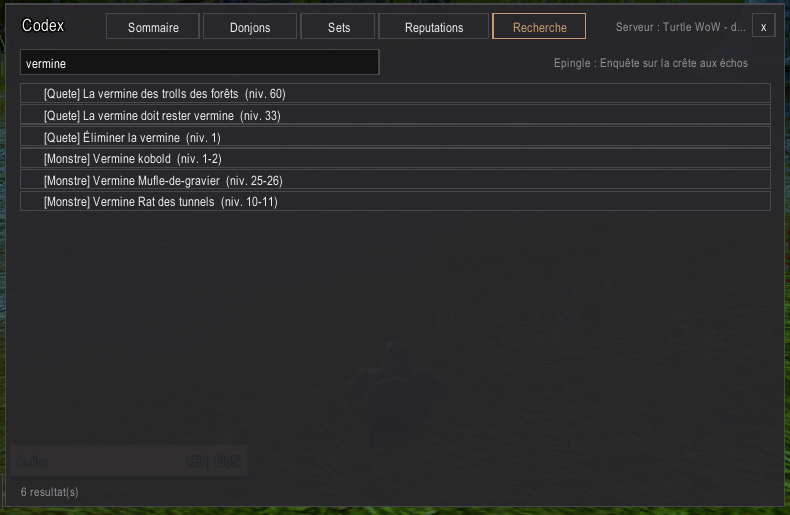 Codex Sommaire Donjons Sets Reputations Recherche Serveur : Turtle WoW - d... x
vermine Epingle : Enquête sur la crête aux échos
[Quete] La vermine des trolls des forêts (niv. 60)
[Quete] La vermine doit rester vermine (niv. 33)
[Quete] Éliminer la vermine (niv. 1)
[Monstre] Vermine kobold (niv. 1-2)
[Monstre] Vermine Mufle-de-gravier (niv. 25-26)
[Monstre] Vermine Rat des tunnels (niv. 10-11)
6 resultat(s)